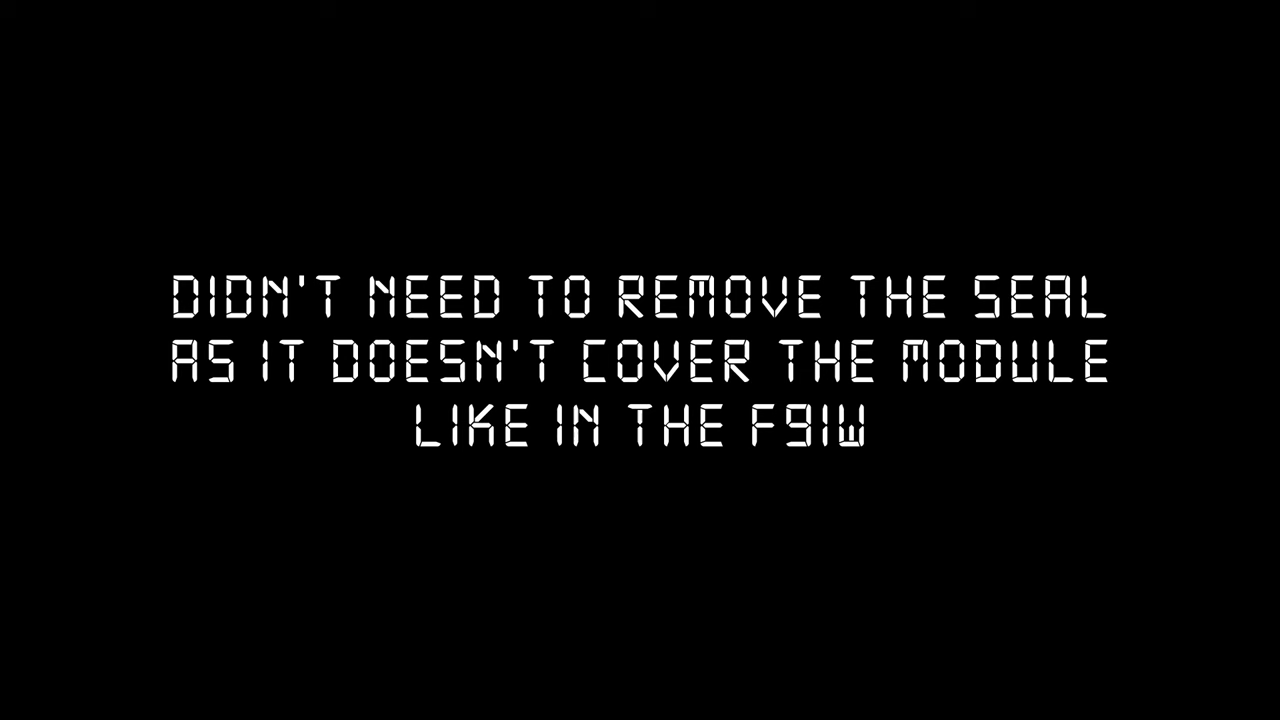 DIDN'T NEED TO REMOVE THE SEAL
AS IT DOESN'T COVER THE MODULE
LIKE IN THE F91W